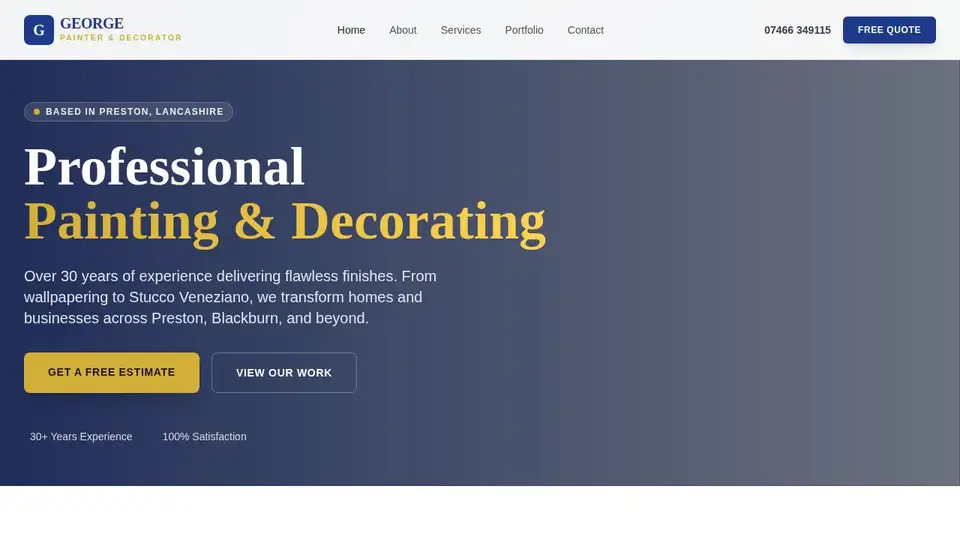 G
GEORGE
PAINTER & DECORATOR
Home
About
Services
Portfolio
Contact
07466 349115
FREE QUOTE
BASED IN PRESTON, LANCASHIRE
Professional
Painting & Decorating
Over 30 years of experience delivering flawless finishes. From
wallpapering to Stucco Veneziano, we transform homes and
businesses across Preston, Blackburn, and beyond.
GET A FREE ESTIMATE
VIEW OUR WORK
30+ Years Experience
100% Satisfaction